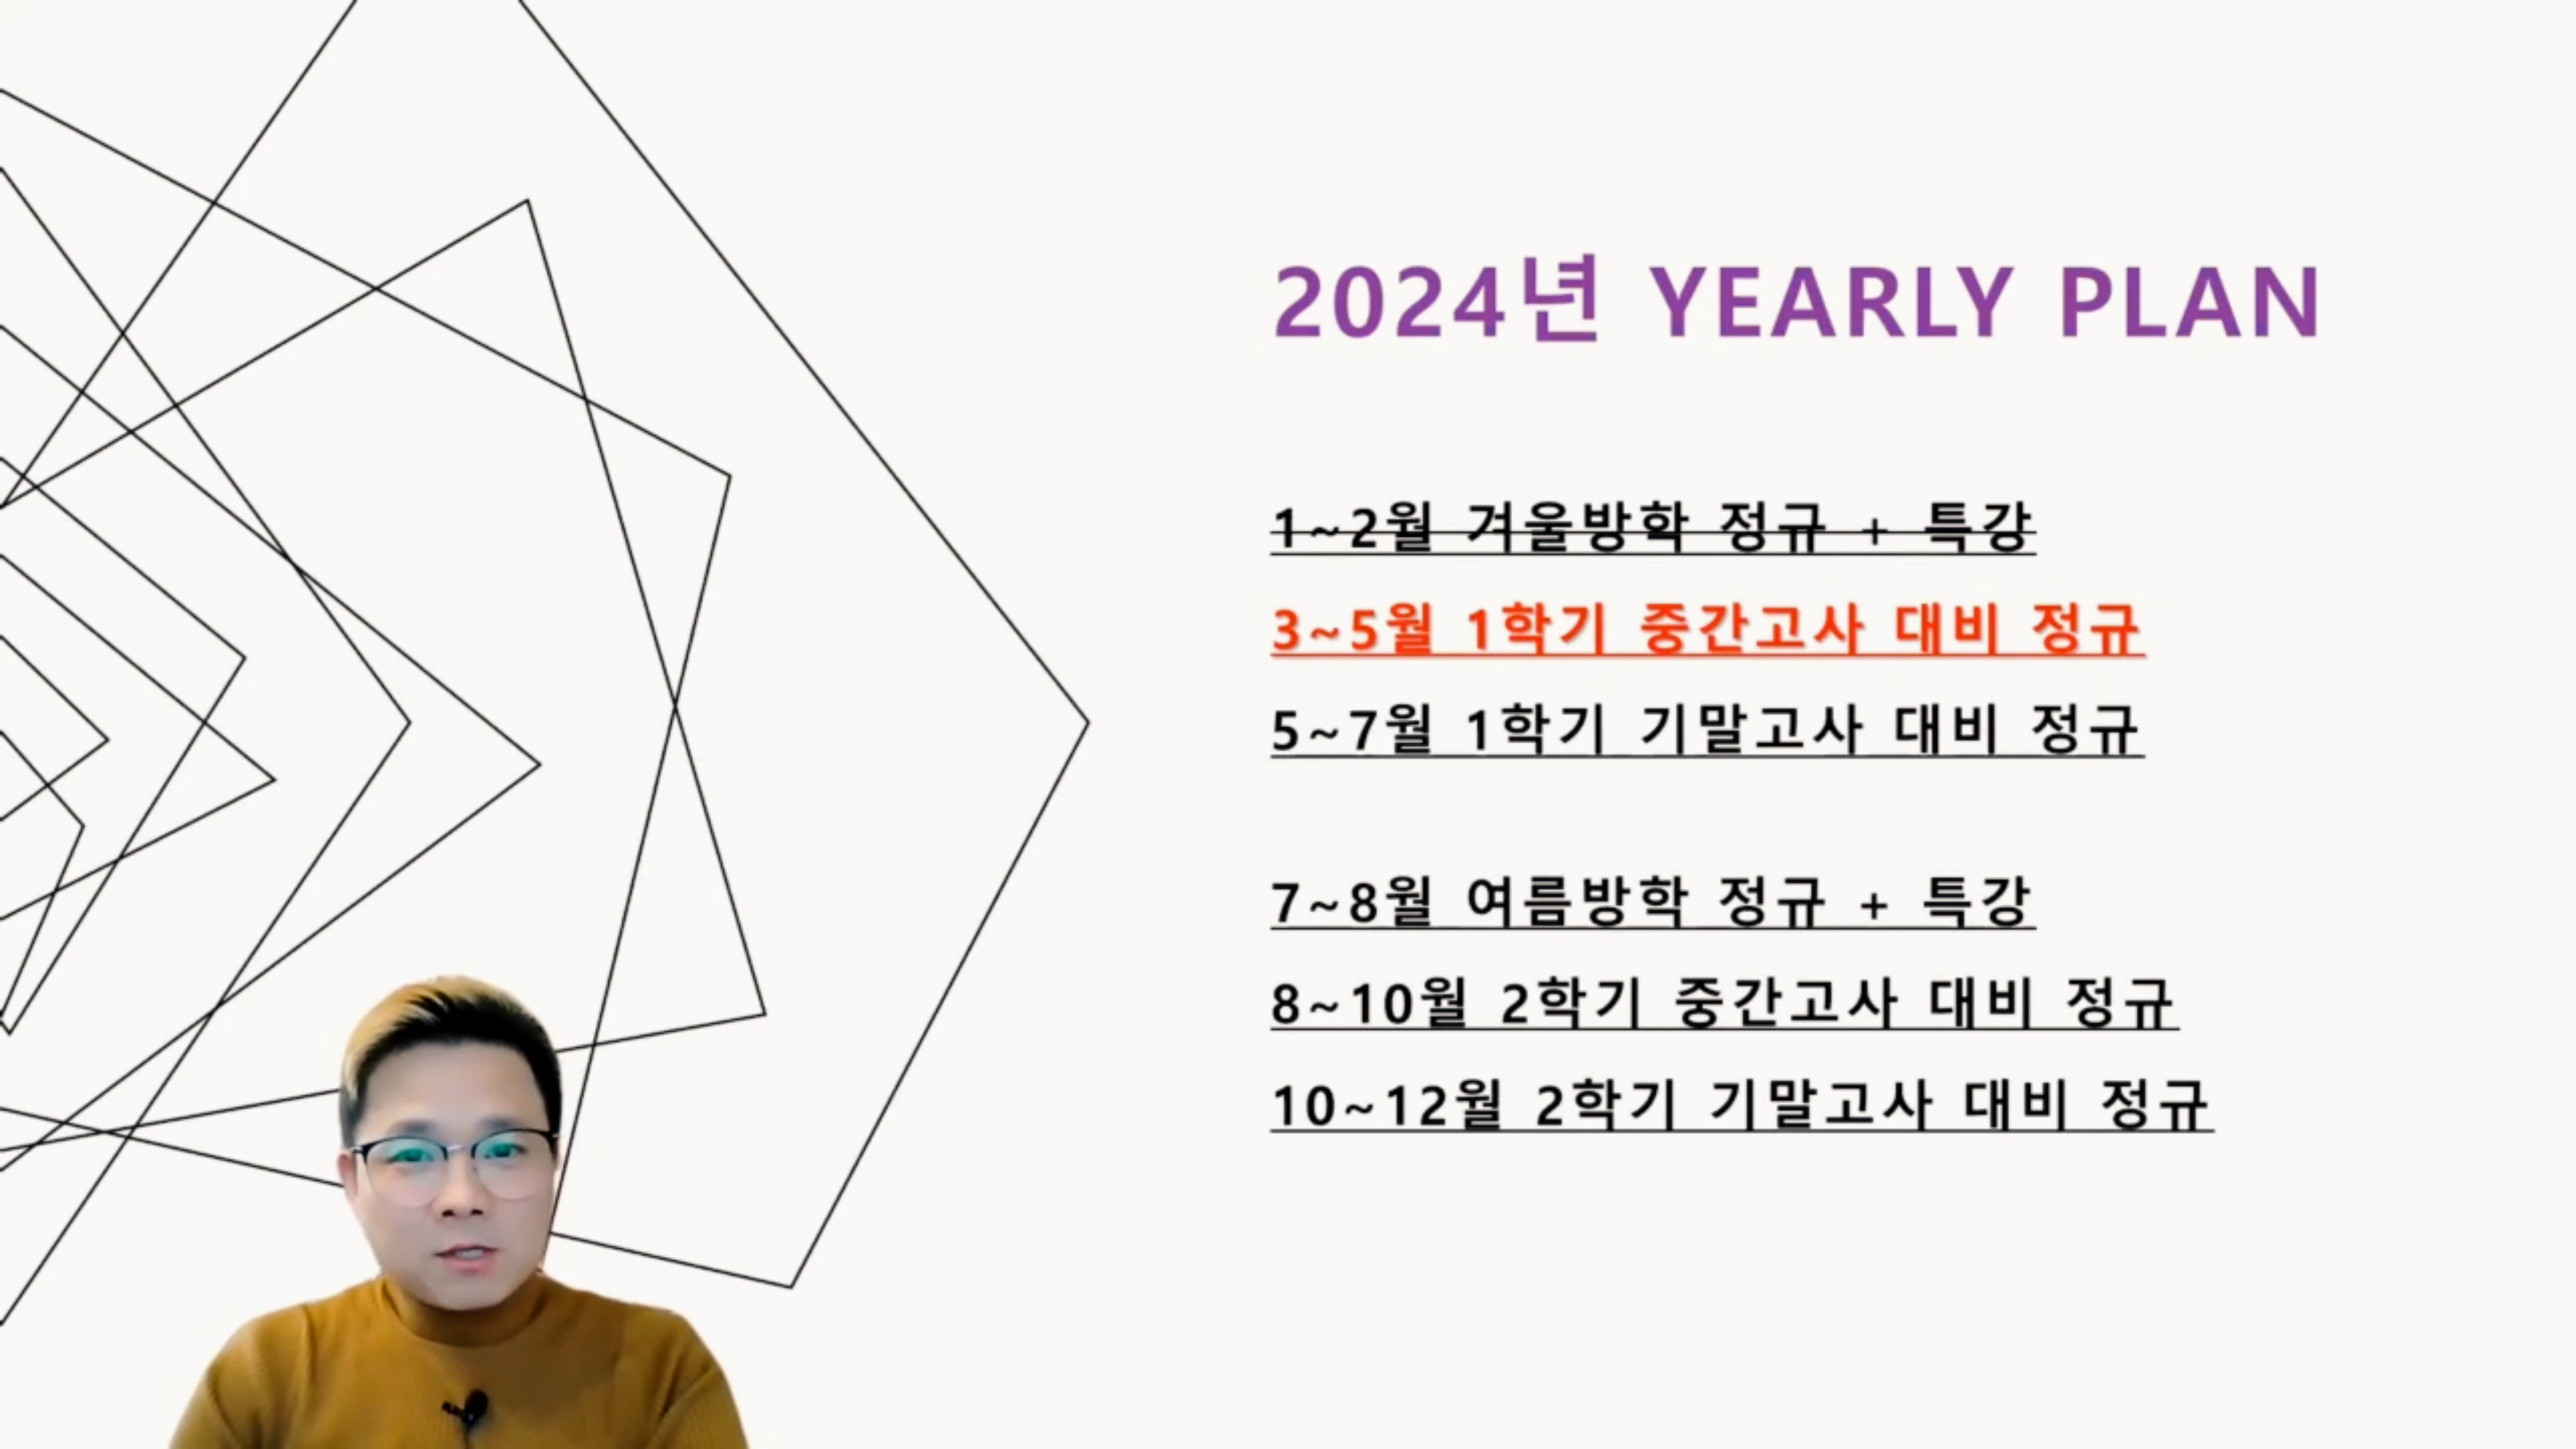 2024년 YEARLY PLAN
1~2월 겨울방학 정규 + 특강
3~5월 1학기 중간고사 대비 정규
5~7월 1학기 기말고사 대비 정규
7~8월 여름방학 정규 + 특강
8~10월 2학기 중간고사 대비 정규
10~12월 2학기 기말고사 대비 정규